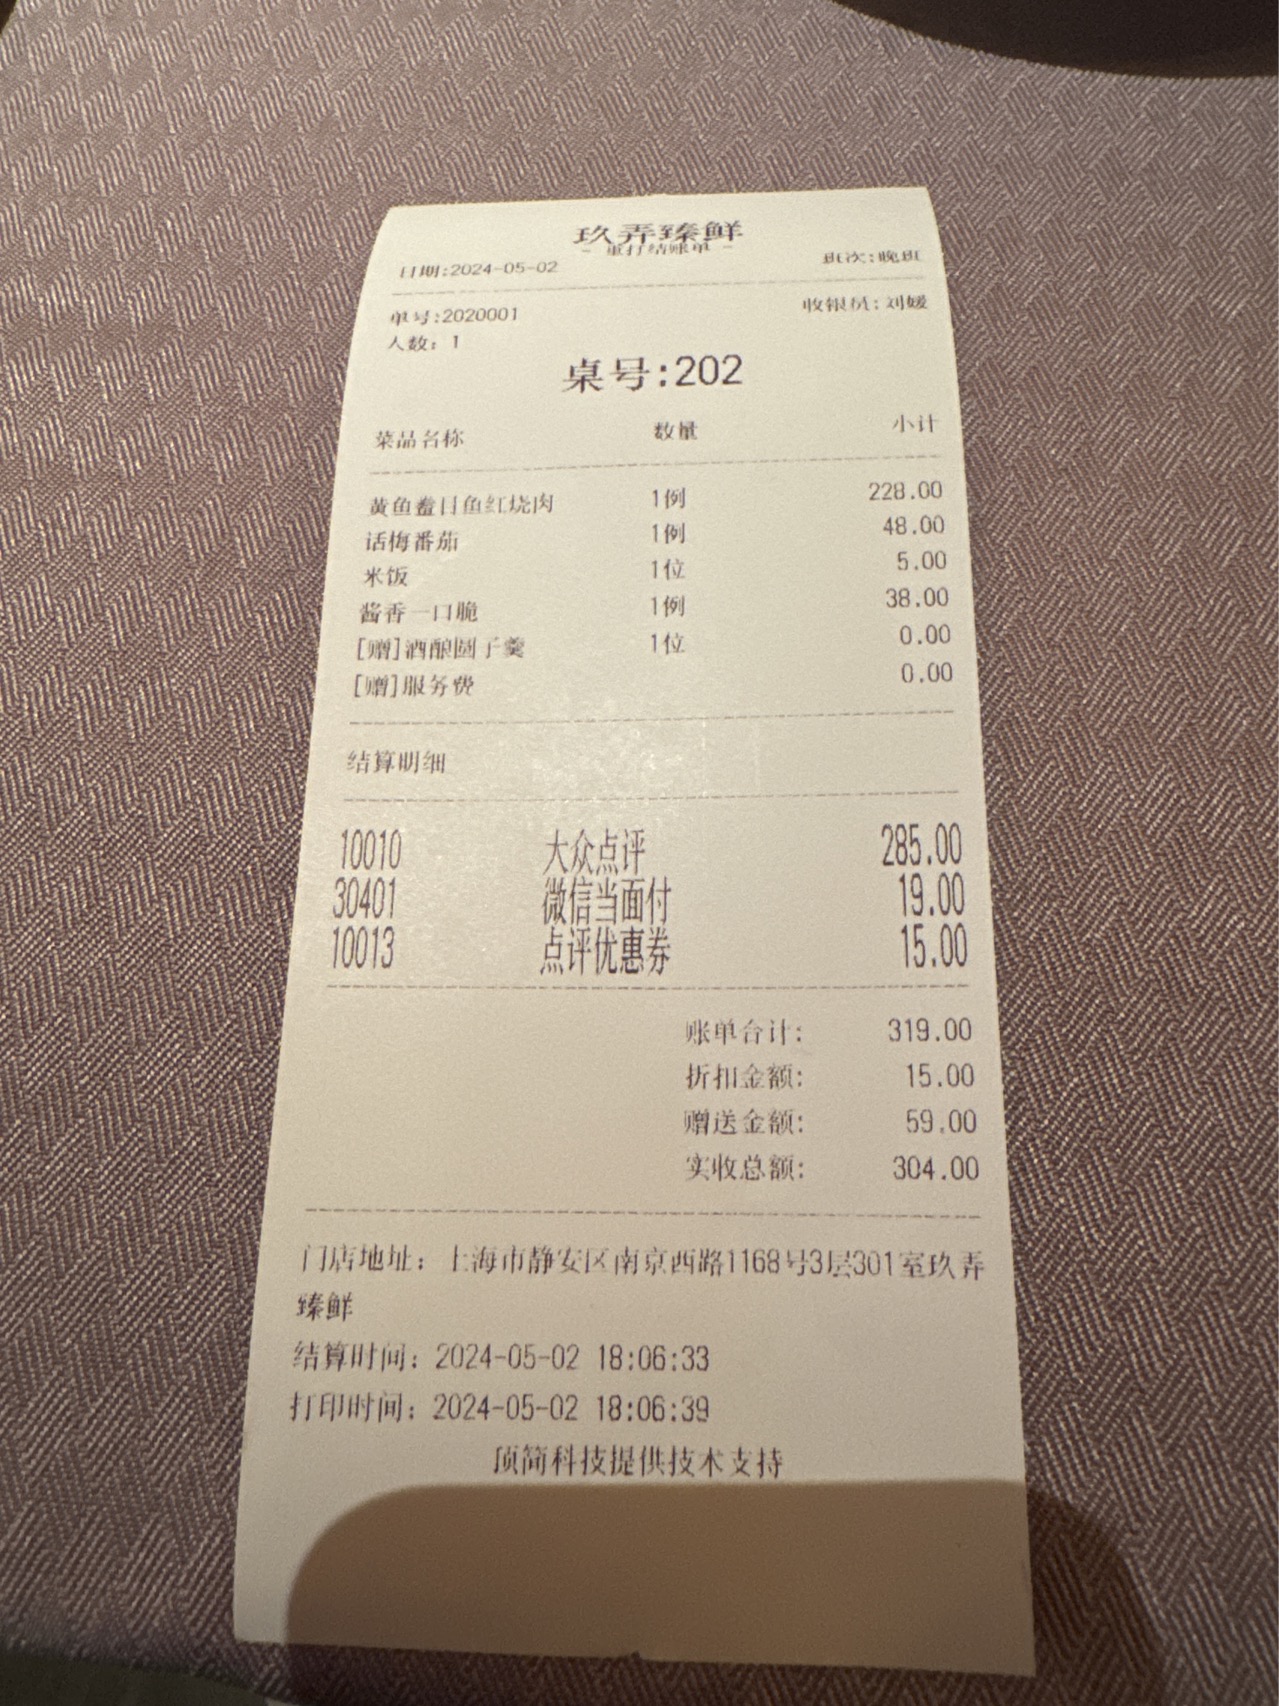 玖弄臻鲜
- 重打结账单 -
日期:2024-05-02 班次:晚班
单号:2020001 收银员:刘媛
人数: 1
桌号:202
菜品名称 数量 小计
黄鱼鲞目鱼红烧肉 1例 228.00
话梅番茄 1例 48.00
米饭 1位 5.00
酱香一口脆 1例 38.00
[赠]酒酿圆子羹 1位 0.00
[赠]服务费 0.00
结算明细
10010 大众点评 285.00
30401 微信当面付 19.00
10013 点评优惠券 15.00
账单合计: 319.00
折扣金额: 15.00
赠送金额: 59.00
实收总额: 304.00
门店地址: 上海市静安区南京西路1168号3层301室玖弄
臻鲜
结算时间: 2024-05-02 18:06:33
打印时间: 2024-05-02 18:06:39
顶简科技提供技术支持